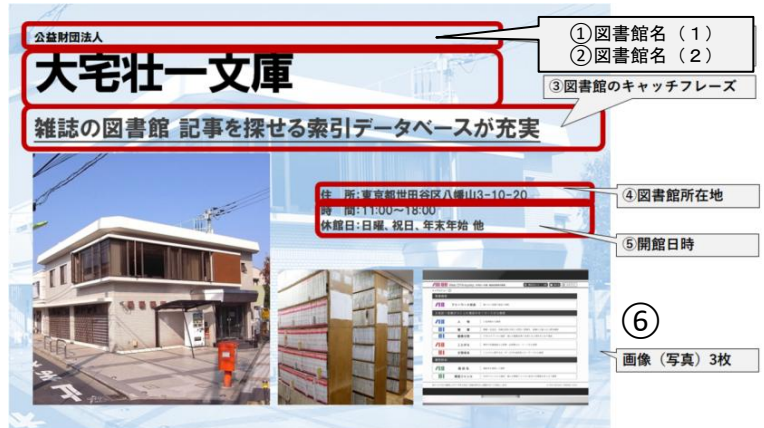 公益財団法人
①図書館名（１）
②図書館名（２）
大宅壮一文庫
③図書館のキャッチフレーズ
雑誌の図書館 記事を探せる索引データベースが充実
住　所:東京都世田谷区八幡山3-10-20
④図書館所在地
時　間:11:00～18:00
休館日:日曜、祝日、年末年始 他
⑤開館日時
⑥
画像（写真）3枚